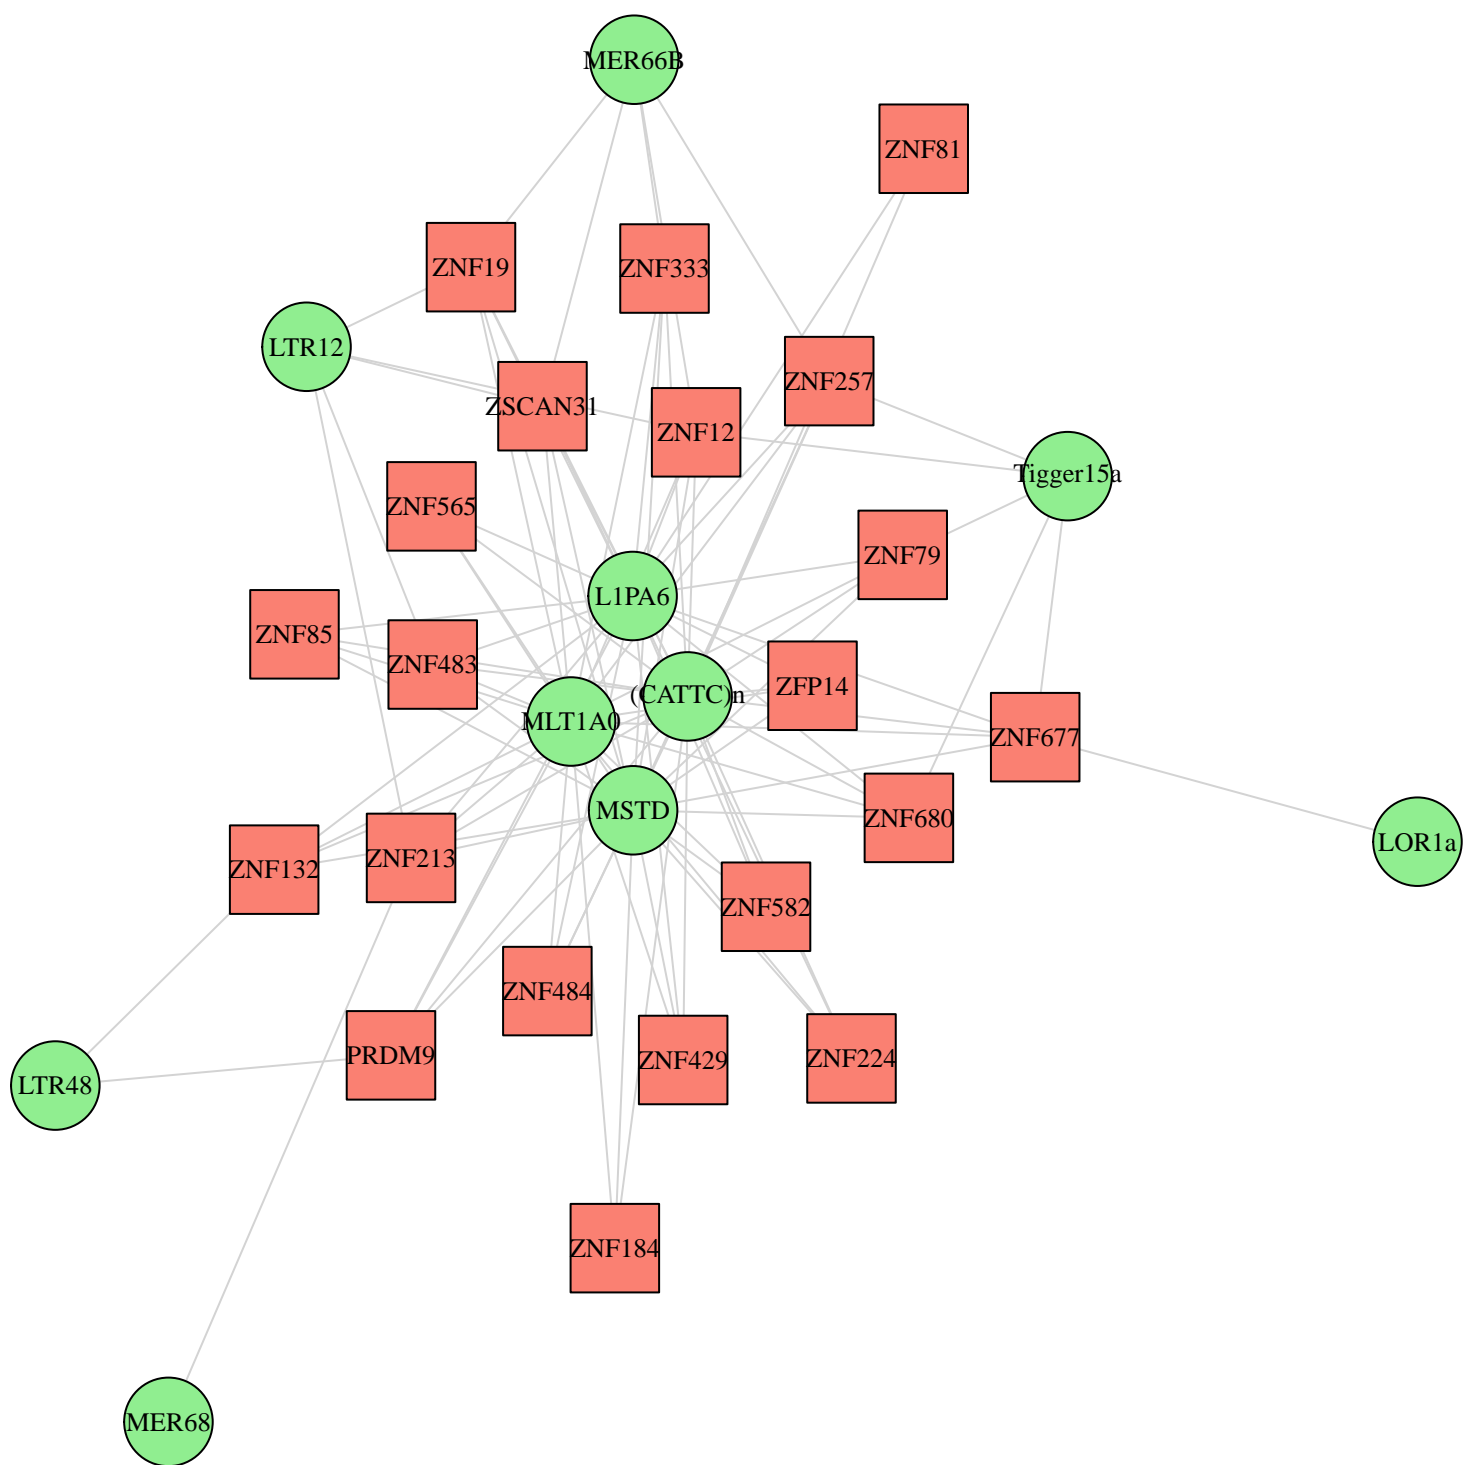 MER66B
ZNF81
ZNF19
ZNF333
LTR12
ZNF257
ZSCAN31
ZNF12
Tigger15a
ZNF565
ZNF79
L1PA6
ZNF85
ZNF483
(CATTC)n
ZFP14
MLT1A0
ZNF677
MSTD
ZNF680
LOR1a
ZNF213
ZNF132
ZNF582
ZNF484
PRDM9
ZNF429
ZNF224
LTR48
ZNF184
MER68